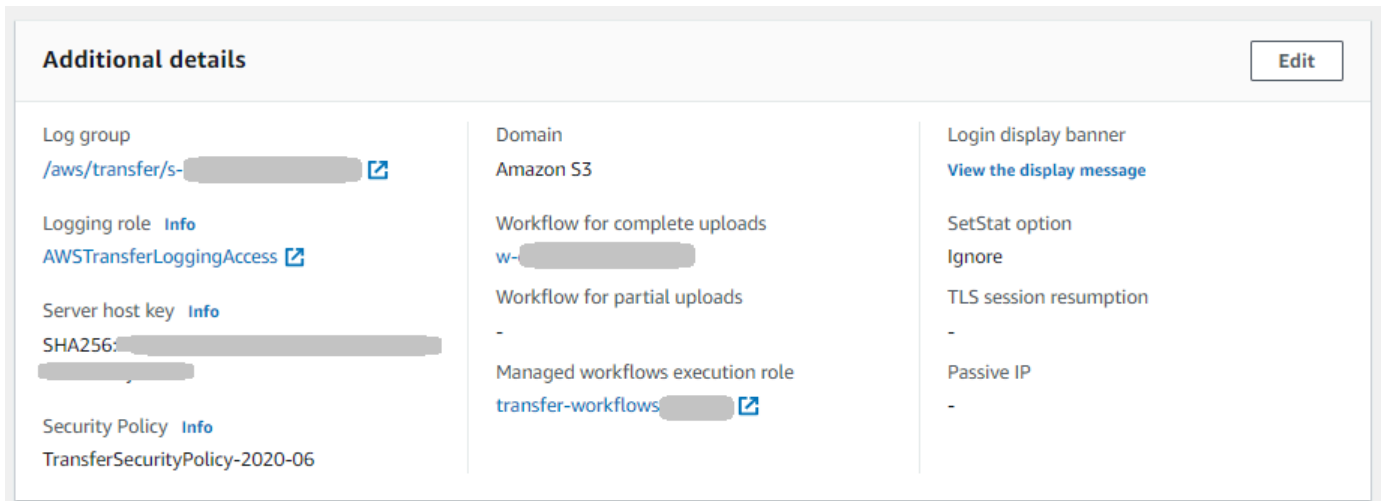 Additional details
Edit
Log group
/aws/transfer/s-
Logging role Info
AWSTransferLoggingAccess
Server host key Info
SHA256:
Security Policy Info
TransferSecurityPolicy-2020-06
Domain
Amazon S3
Workflow for complete uploads
w-
Workflow for partial uploads
-
Managed workflows execution role
transfer-workflows
Login display banner
View the display message
SetStat option
Ignore
TLS session resumption
-
Passive IP
-